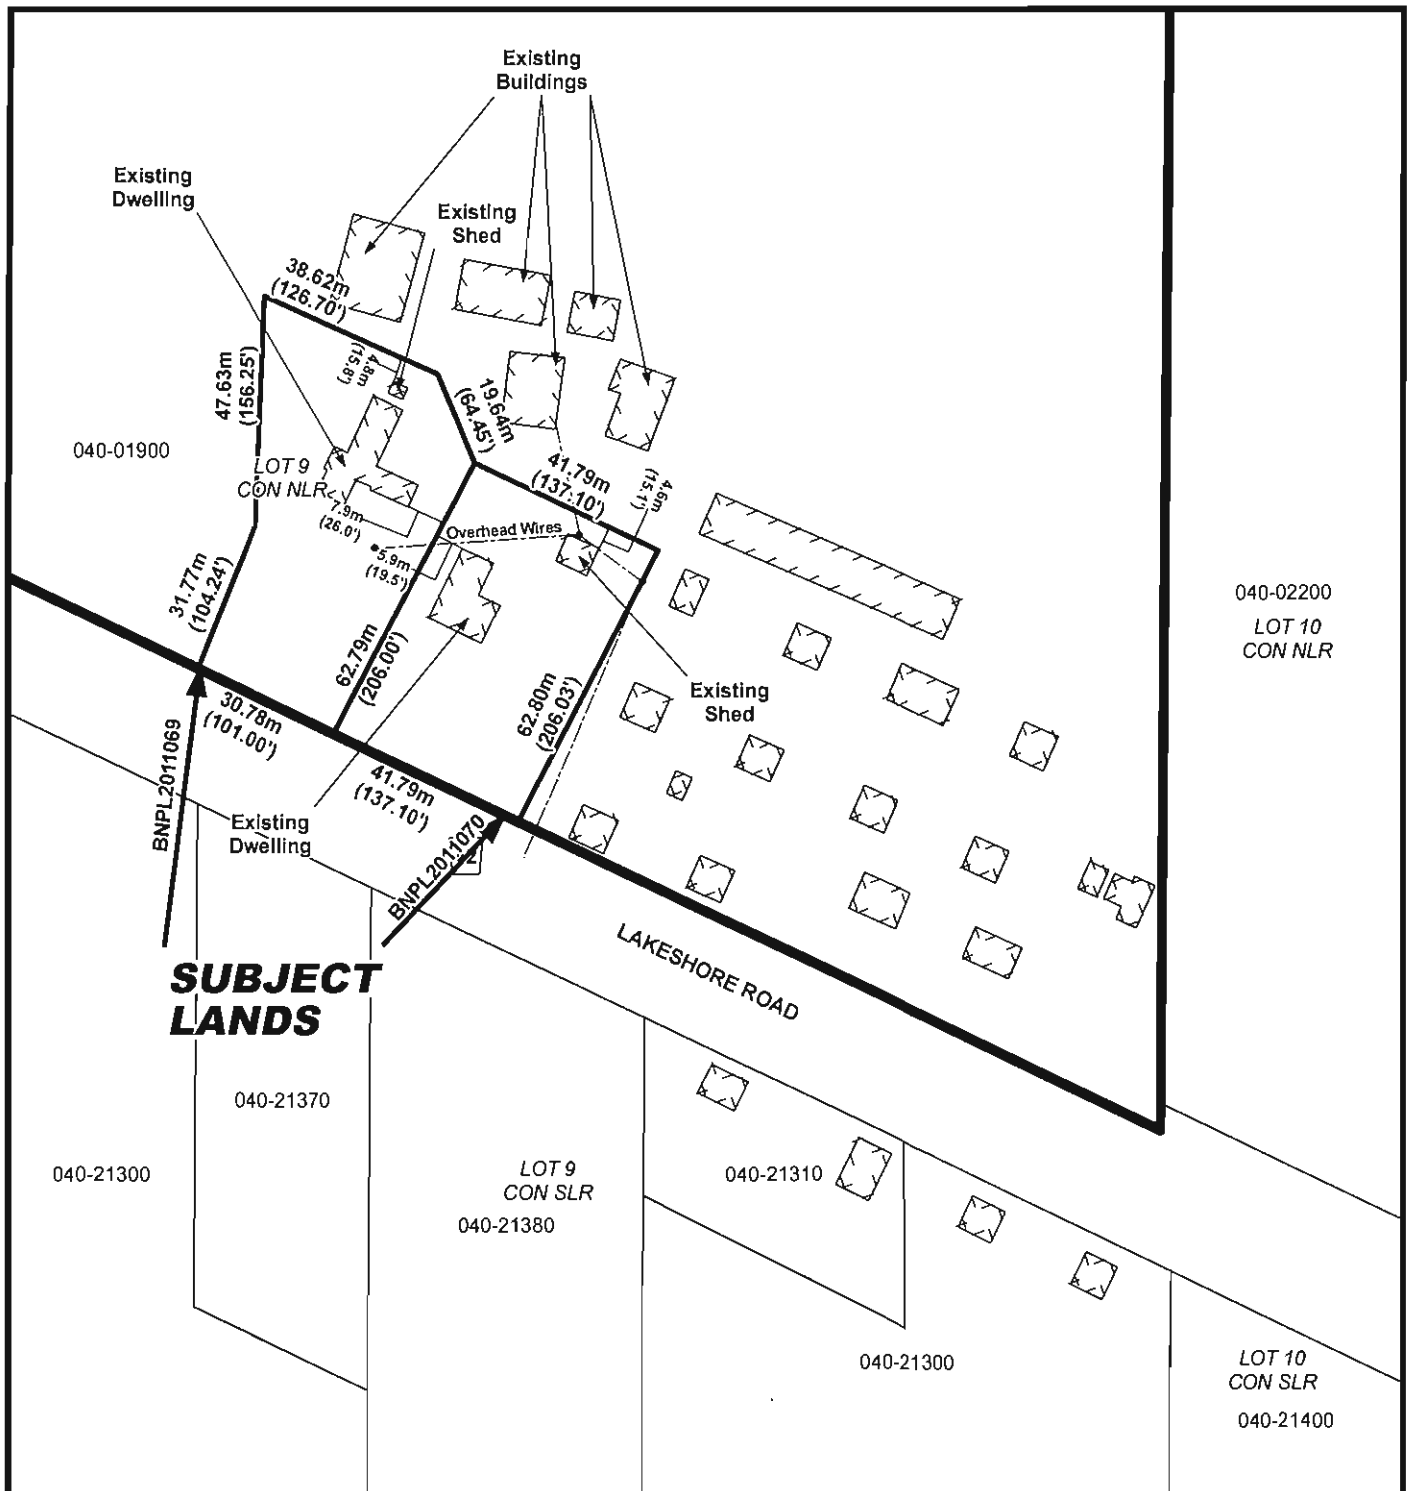 Existing
Buildings
Existing
Dwelling
Existing
Shed
38.62m
(126.70')
4.8m
(15.8')
47.63m
(156.25')
19.64m
(64.45')
040-01900
LOT 9
CON NLR
41.79m
(137.10')
4.6m
(15.1')
7.9m
(26.0')
Overhead Wires
5.9m
(19.5')
31.77m
(104.24')
040-02200
LOT 10
CON NLR
62.79m
(206.00')
62.80m
(206.03')
Existing
Shed
30.78m
(101.00')
BNPL2011069
41.79m
(137.10')
Existing
Dwelling
BNPL2011070
LAKESHORE ROAD
SUBJECT
LANDS
040-21370
040-21300
LOT 9
CON SLR
040-21380
040-21310
040-21300
LOT 10
CON SLR
040-21400